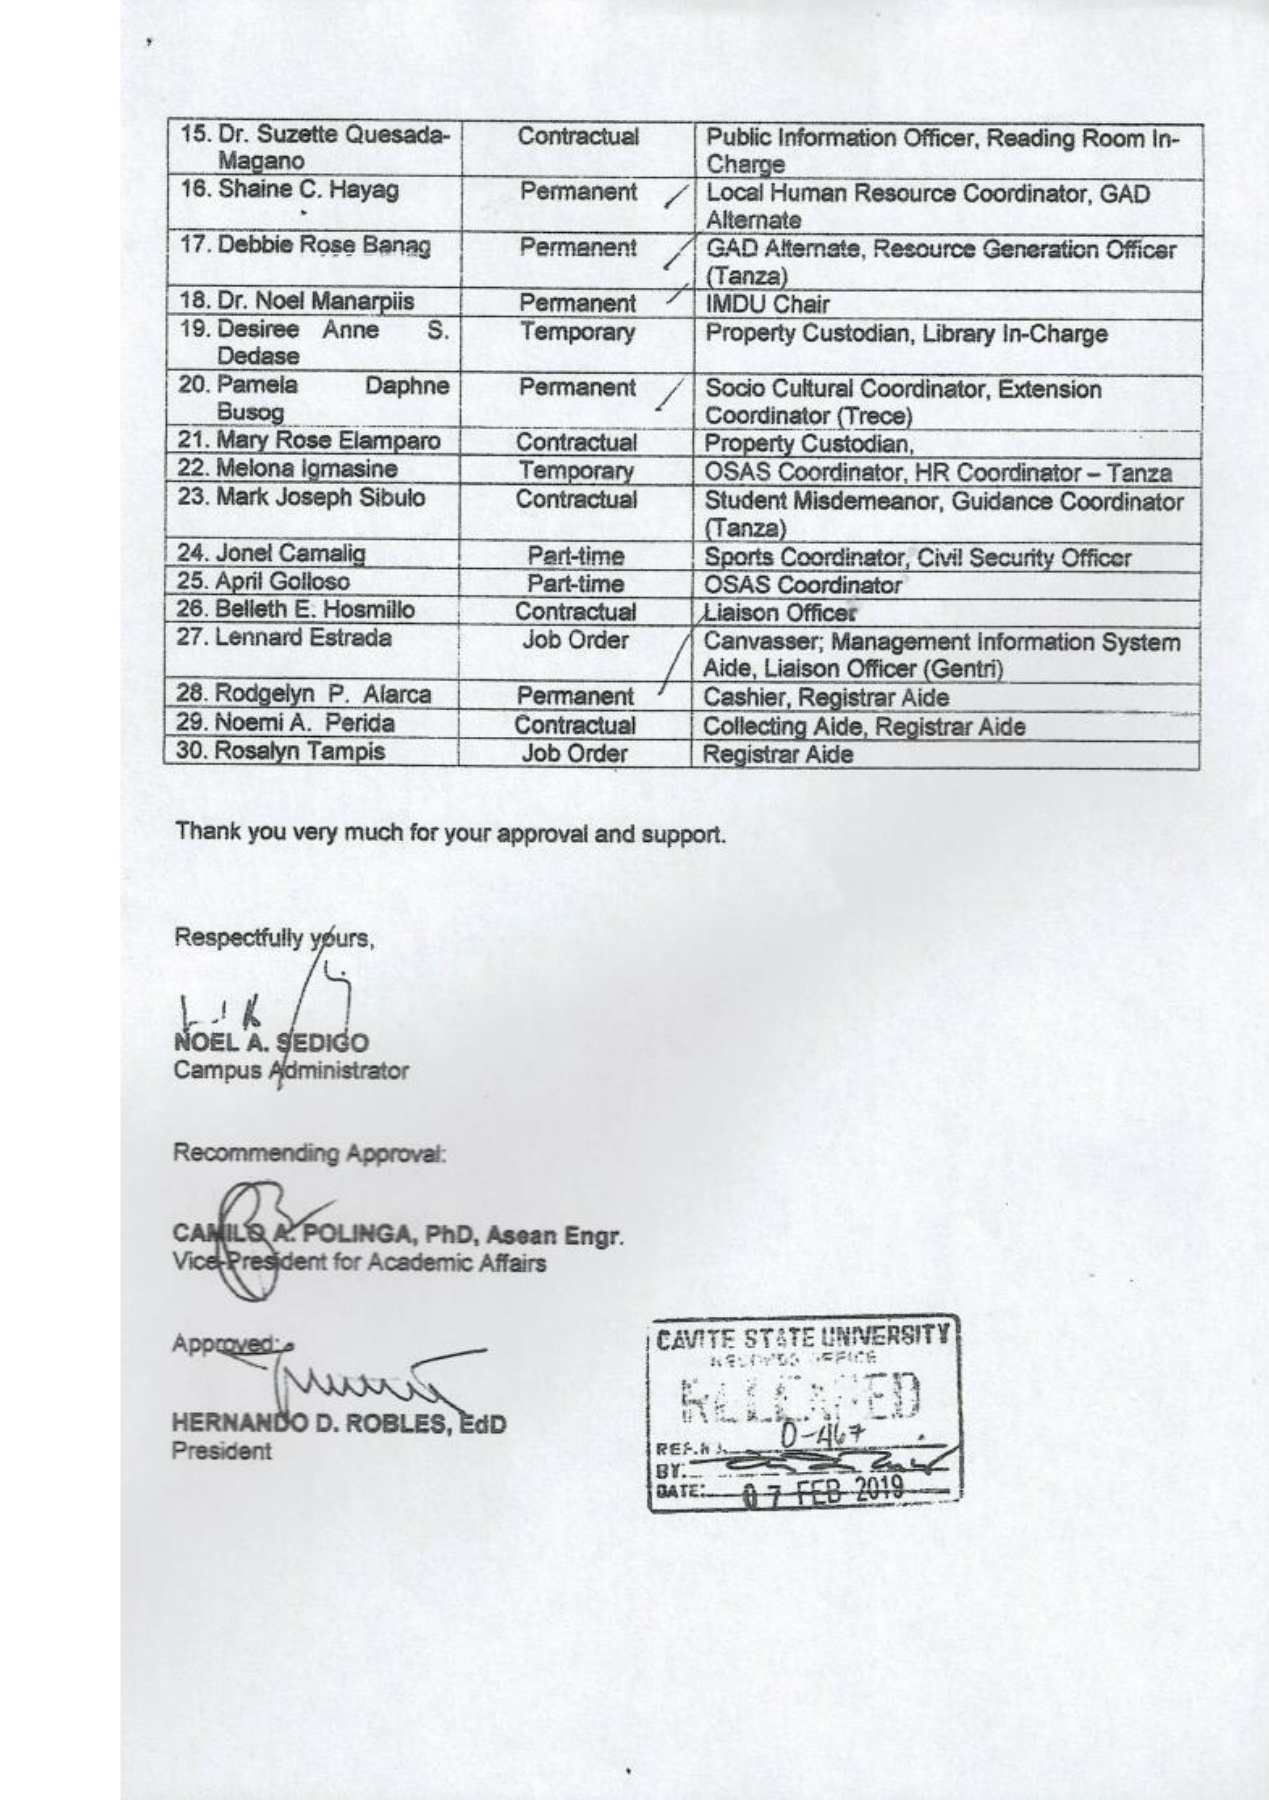 15. Dr. Suzette Quesada- Contractual Public Information Officer, Reading Room In-
Magano Charge
16. Shaine C. Hayag Permanent Local Human Resource Coordinator, GAD
Alternate
17. Debbie Rose Banag Permanent GAD Alternate, Resource Generation Officer
(Tanza)
18. Dr. Noel Manarpiis Permanent IMDU Chair
19. Desiree Anne S. Temporary Property Custodian, Library In-Charge
Dedase
20. Pamela Daphne Permanent Socio Cultural Coordinator, Extension
Busog Coordinator (Trece)
21. Mary Rose Elamparo Contractual Property Custodian,
22. Melona Igmasine Temporary OSAS Coordinator, HR Coordinator – Tanza
23. Mark Joseph Sibulo Contractual Student Misdemeanor, Guidance Coordinator
(Tanza)
24. Jonel Camalig Part-time Sports Coordinator, Civil Security Officer
25. April Golloso Part-time OSAS Coordinator
26. Belleth E. Hosmillo Contractual Liaison Officer
27. Lennard Estrada Job Order Canvasser; Management Information System
Aide, Liaison Officer (Gentri)
28. Rodgelyn P. Alarca Permanent Cashier, Registrar Aide
29. Noemi A. Perida Contractual Collecting Aide, Registrar Aide
30. Rosalyn Tampis Job Order Registrar Aide
Thank you very much for your approval and support.
Respectfully yours,
NOEL A. SEDIGO
Campus Administrator
Recommending Approval:
CAMILO A. POLINGA, PhD, Asean Engr.
Vice-President for Academic Affairs
Approved:
HERNANDO D. ROBLES, EdD
President
CAVITE STATE UNIVERSITY
RECORDS OFFICE
RELEASED
REF.N 0-467
BY:
DATE: 07 FEB 2019